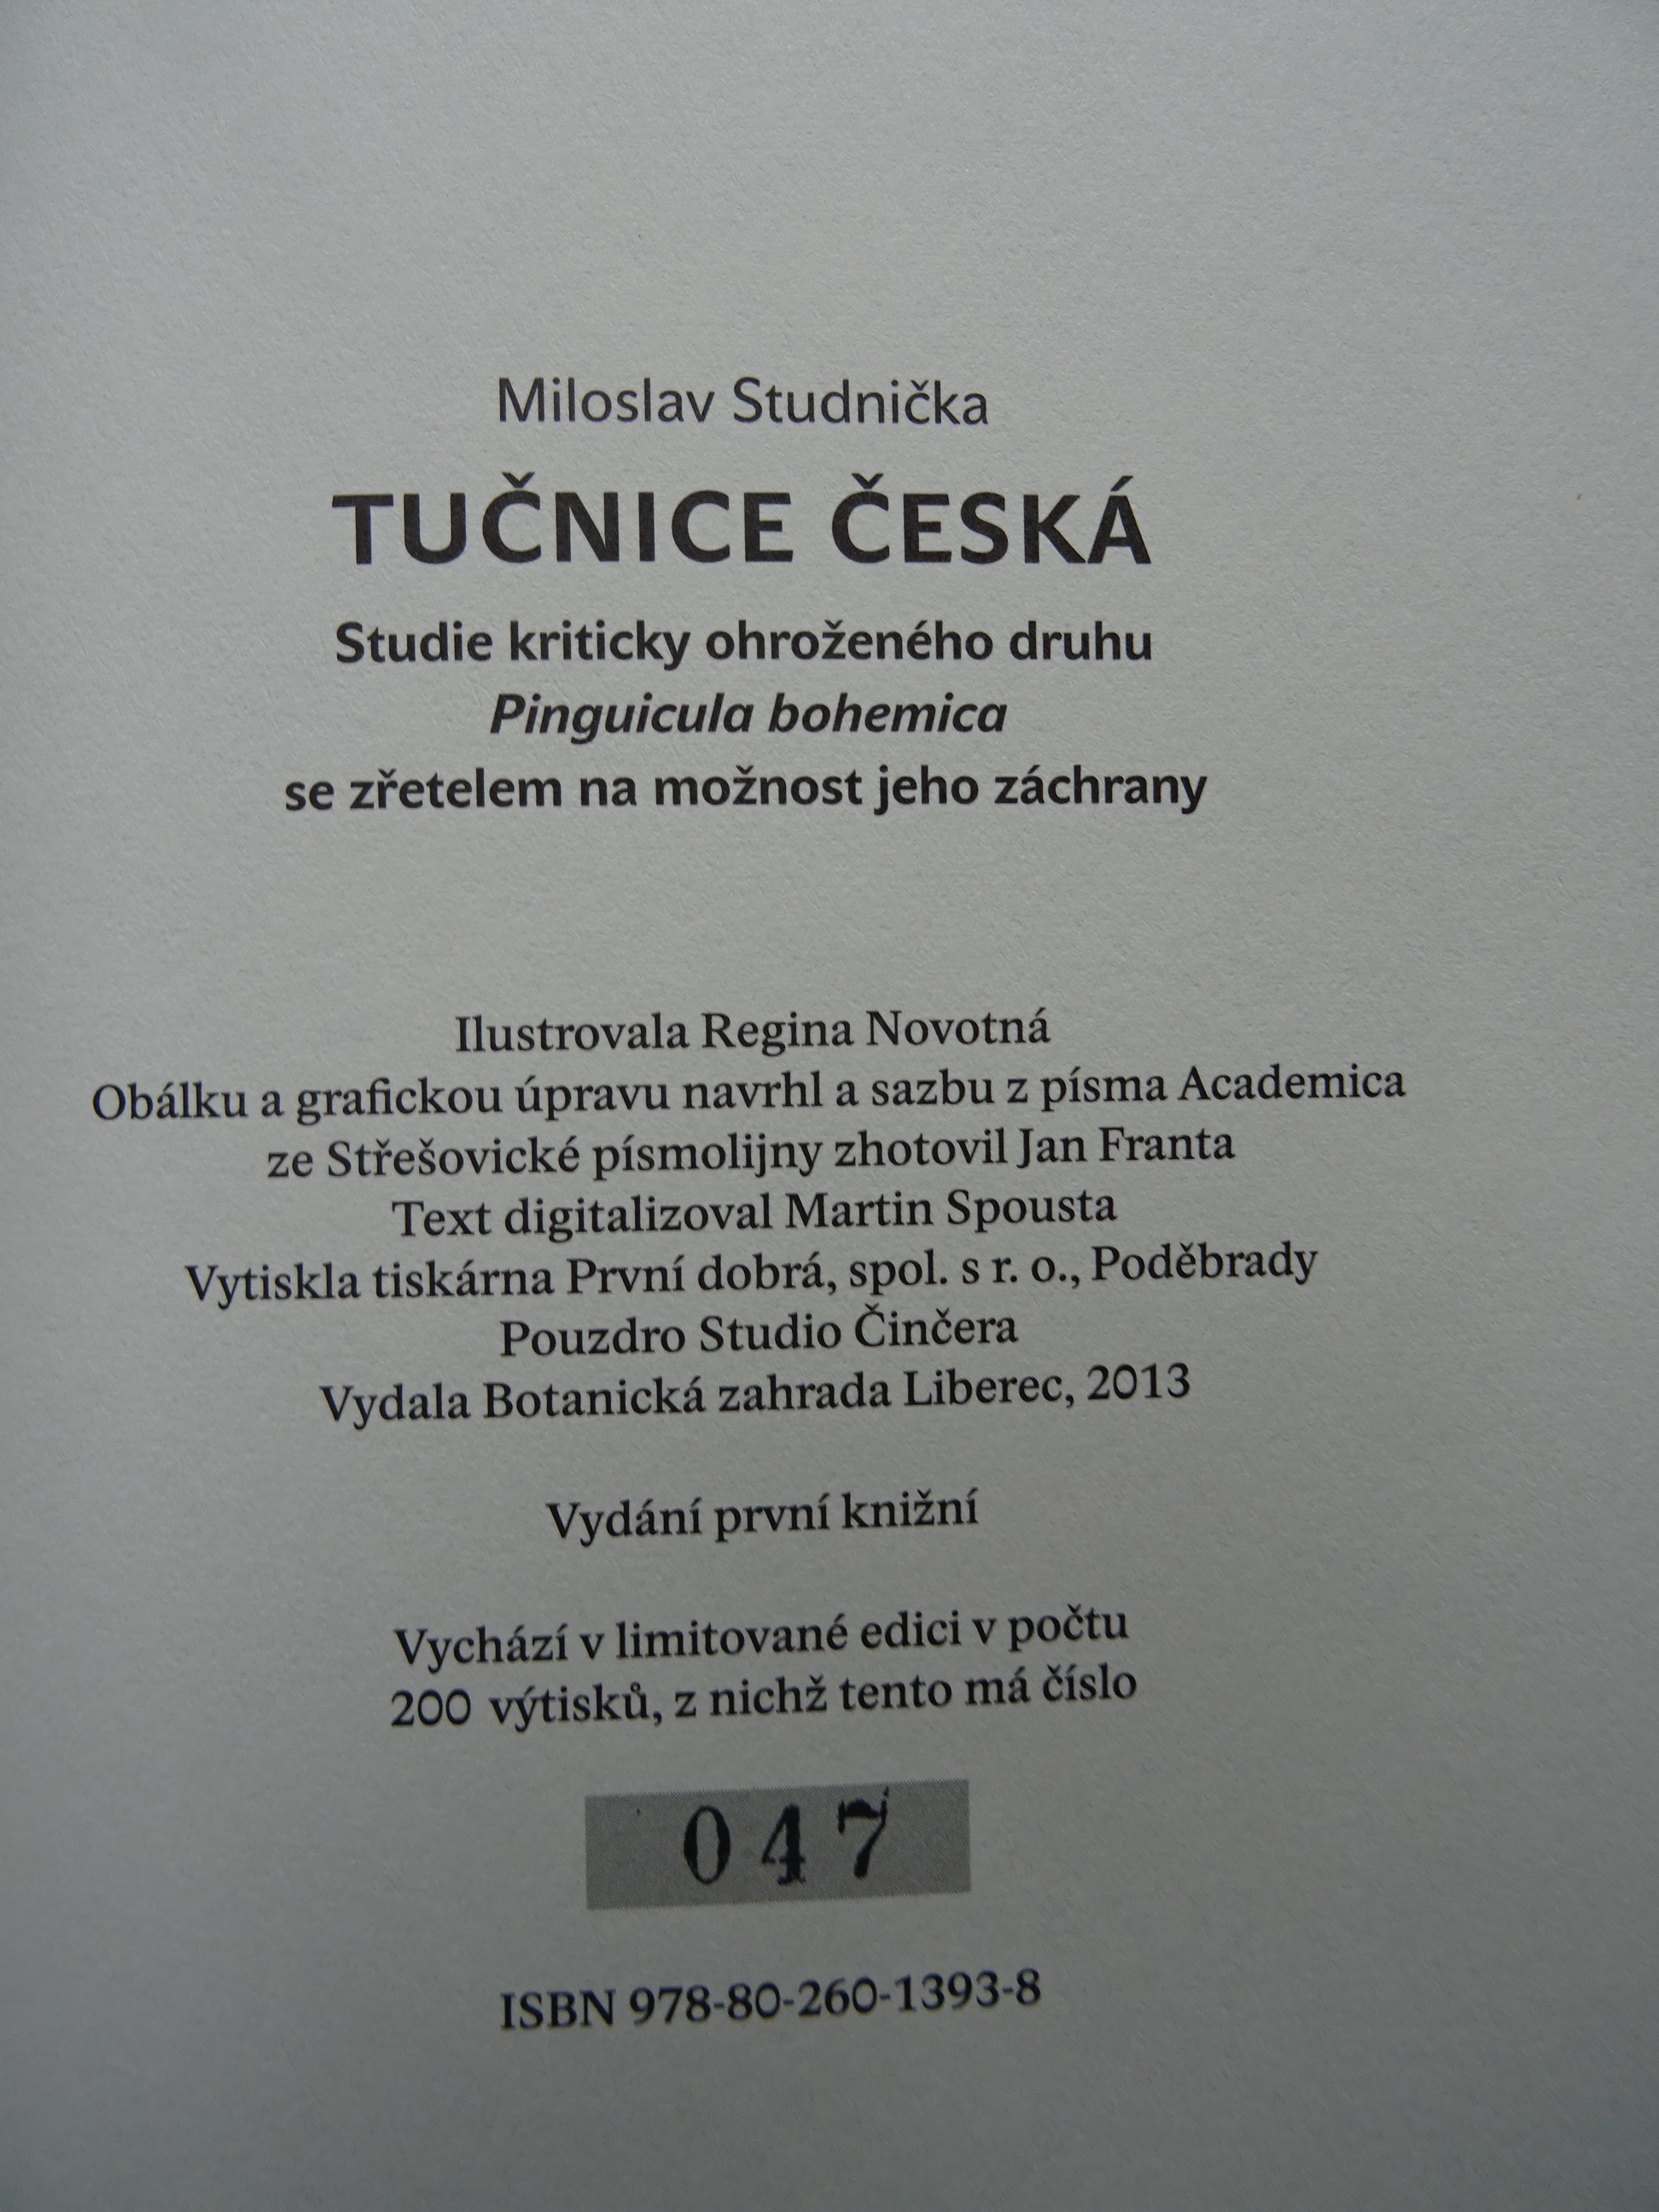 Miloslav Studnička
TUČNICE ČESKÁ
Studie kriticky ohroženého druhu
Pinguicula bohemica
se zřetelem na možnost jeho záchrany
Ilustrovala Regina Novotná
Obálku a grafickou úpravu navrhl a sazbu z písma Academica
ze Střešovické písmolijny zhotovil Jan Franta
Text digitalizoval Martin Spousta
Vytiskla tiskárna První dobrá, spol. s r. o., Poděbrady
Pouzdro Studio Činčera
Vydala Botanická zahrada Liberec, 2013
Vydání první knižní
Vychází v limitované edici v počtu
200 výtisků, z nichž tento má číslo
047
ISBN 978-80-260-1393-8